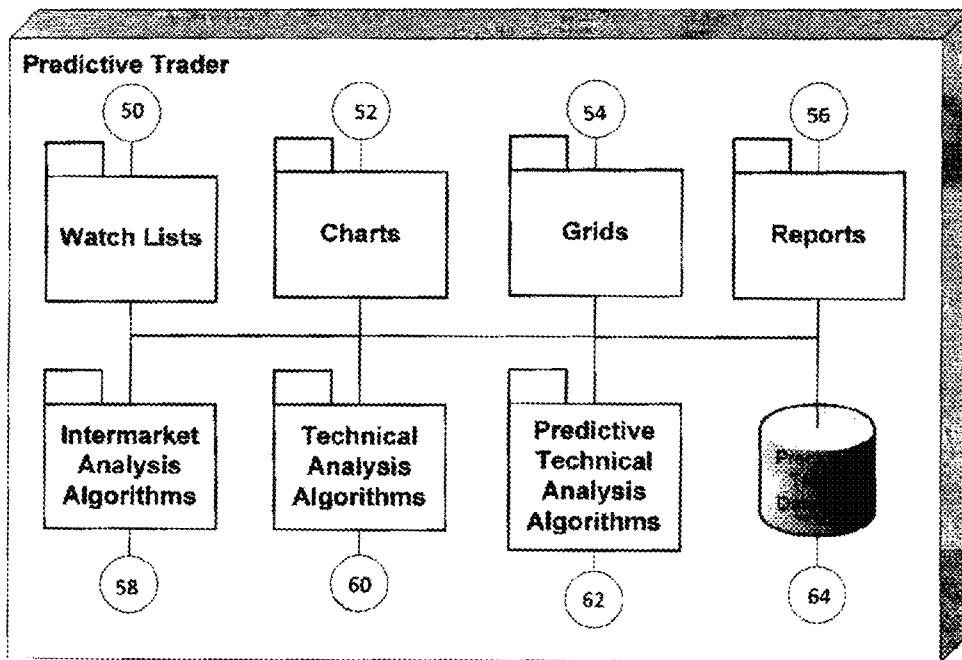 Predictive Trader
50
52
54
56
Watch Lists
Charts
Grids
Reports
Intermarket
Analysis
Algorithms
Technical
Analysis
Algorithms
Predictive
Technical
Analysis
Algorithms
58
60
62
64